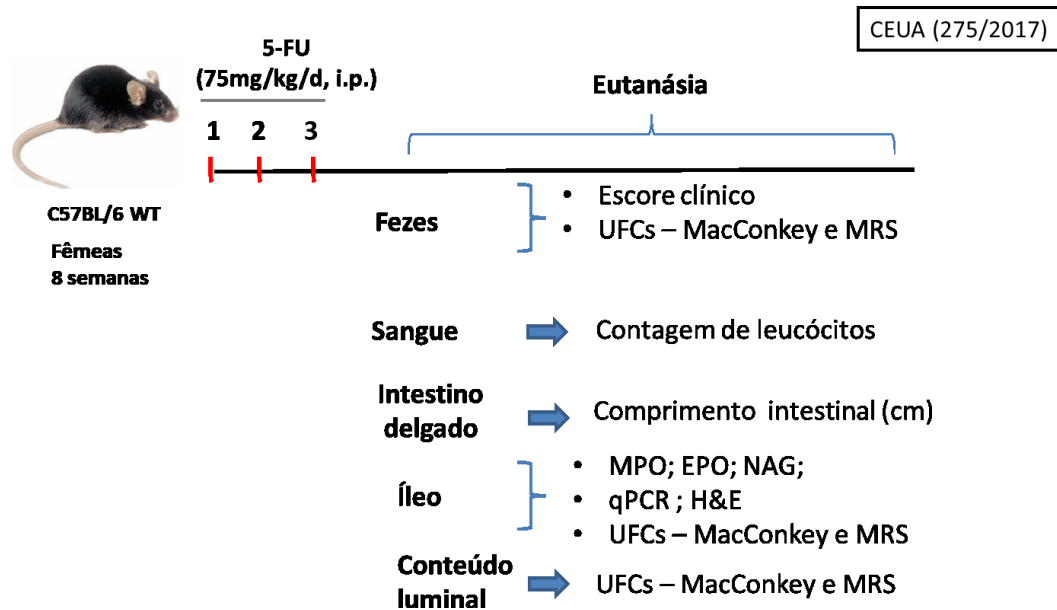 CEUA (275/2017)
5-FU
(75mg/kg/d, i.p.)
1 2 3
Eutanásia
C57BL/6 WT
Fêmeas
8 semanas
Fezes
• Escore clínico
• UFCs – MacConkey e MRS
Sangue
Contagem de leucócitos
Intestino
delgado
Comprimento intestinal (cm)
Íleo
• MPO; EPO; NAG;
• qPCR ; H&E
• UFCs – MacConkey e MRS
Conteúdo
luminal
UFCs – MacConkey e MRS